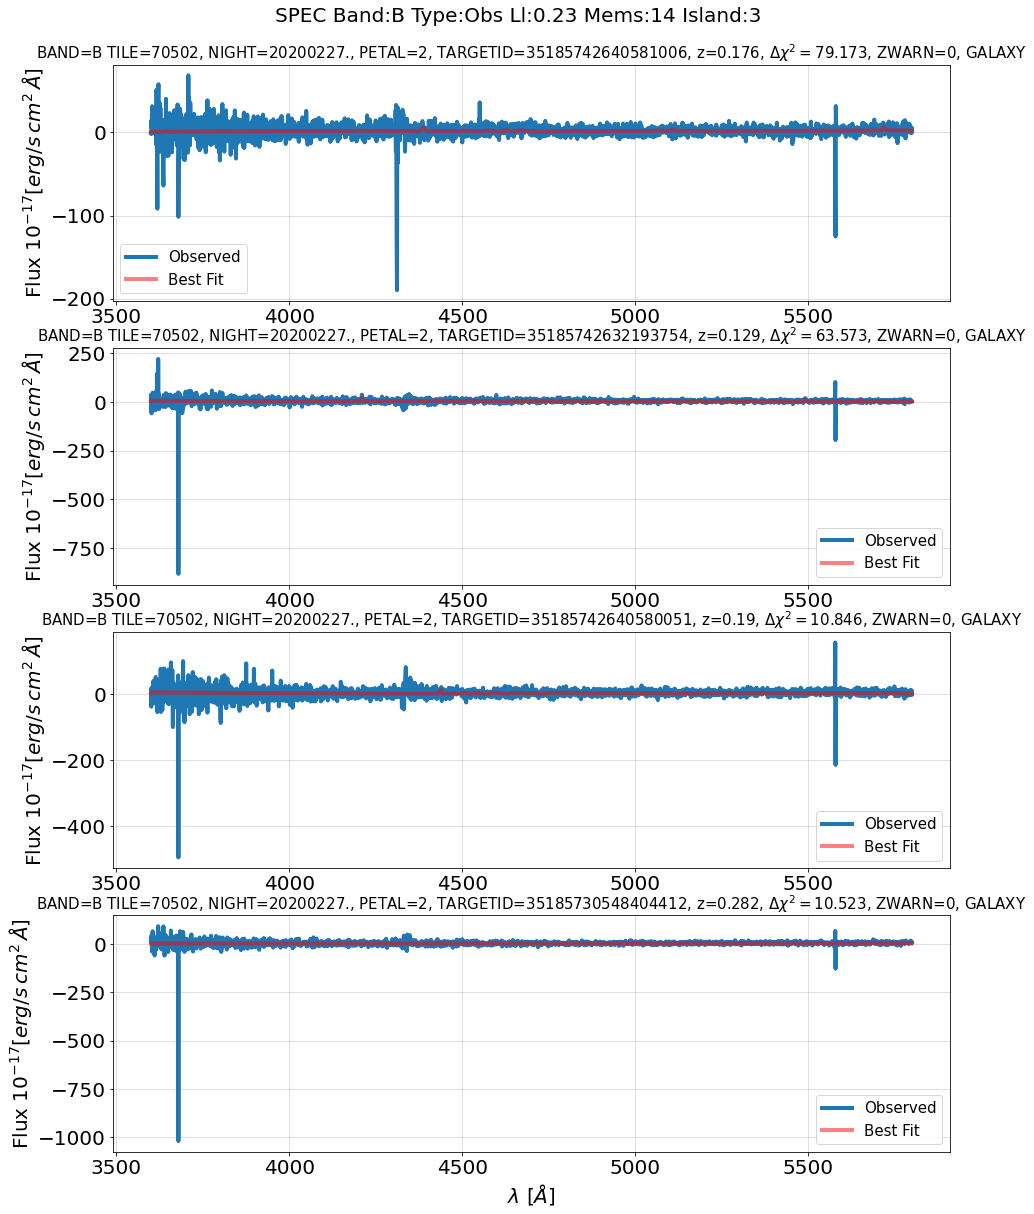 SPEC Band:B Type:Obs Ll:0.23 Mems:14 Island:3
BAND=B TILE=70502, NIGHT=20200227., PETAL=2, TARGETID=35185742640581006, z=0.176, Δχ² = 79.173, ZWARN=0, GALAXY
Flux 10⁻¹⁷[erg/s cm² Å]
0
−100
−200
Observed
Best Fit
3500 4000 4500 5000 5500
BAND=B TILE=70502, NIGHT=20200227., PETAL=2, TARGETID=35185742632193754, z=0.129, Δχ² = 63.573, ZWARN=0, GALAXY
Flux 10⁻¹⁷[erg/s cm² Å]
250
0
−250
−500
−750
Observed
Best Fit
3500 4000 4500 5000 5500
BAND=B TILE=70502, NIGHT=20200227., PETAL=2, TARGETID=35185742640580051, z=0.19, Δχ² = 10.846, ZWARN=0, GALAXY
Flux 10⁻¹⁷[erg/s cm² Å]
0
−200
−400
Observed
Best Fit
3500 4000 4500 5000 5500
BAND=B TILE=70502, NIGHT=20200227., PETAL=2, TARGETID=35185730548404412, z=0.282, Δχ² = 10.523, ZWARN=0, GALAXY
Flux 10⁻¹⁷[erg/s cm² Å]
0
−250
−500
−750
−1000
Observed
Best Fit
3500 4000 4500 5000 5500
λ [Å]